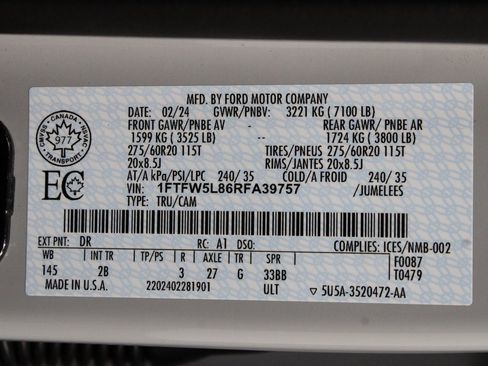 MFD. BY FORD MOTOR COMPANY
DATE: 02/24 GVWR/PNBV: 3221 KG ( 7100 LB)
FRONT GAWR/PNBE AV REAR GAWR/ PNBE AR
1599 KG ( 3525 LB) -- 1724 KG ( 3800 LB)
275/60R20 115T TIRES/PNEUS 275/60R20 115T
20x8.5J RIMS/JANTES 20x8.5J
AT/A kPa/PSI/LPC 240/ 35 COLD/A FROID 240/ 35
VIN: 1FTFW5L86RFA39757 /JUMELEES
TYPE: TRU/CAM
CANADA
977
TRANSPORT
EC
EXT PNT: DR RC: A1 DSO: COMPLIES: ICES/NMB-002
WB INT TR TP/PS R AXLE TR SPR F0087
145 2B 3 27 G 33BB T0479
MADE IN U.S.A. 2202402281901 ULT ▽ 5U5A-3520472-AA